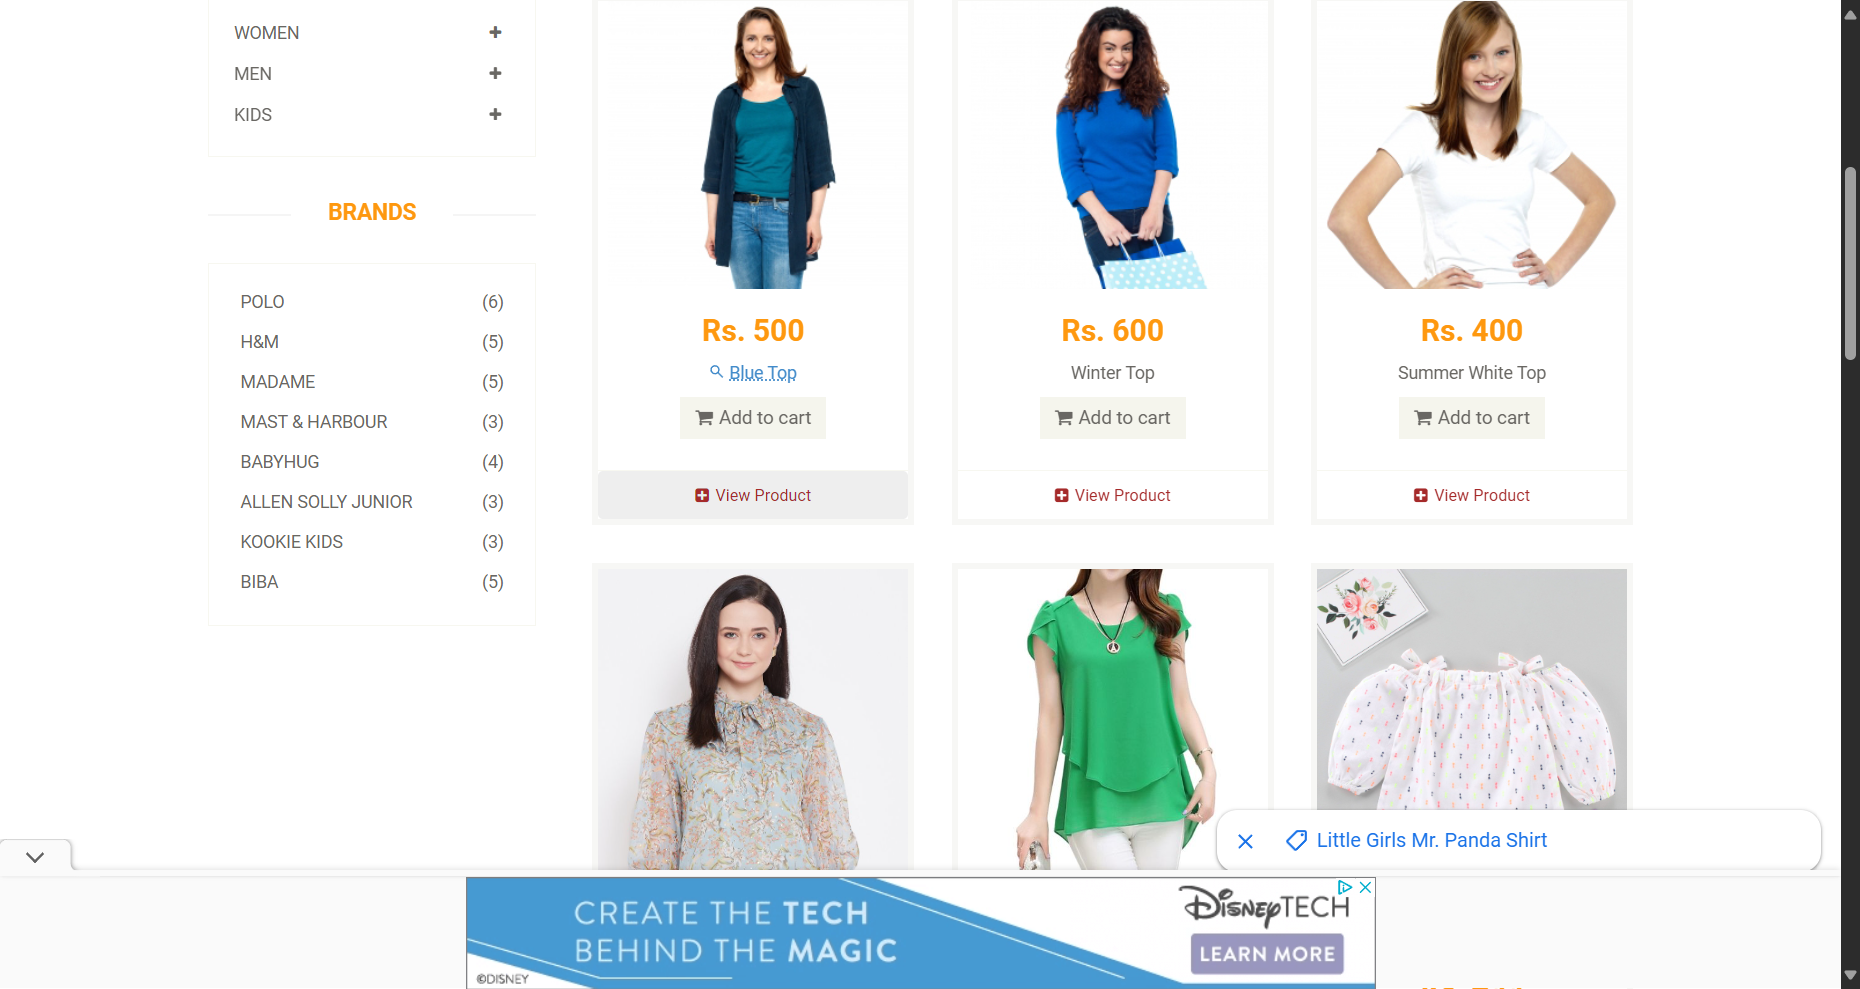 WOMEN
MEN
KIDS
BRANDS
POLO (6)
H&M (5)
MADAME (5)
MAST & HARBOUR (3)
BABYHUG (4)
ALLEN SOLLY JUNIOR (3)
KOOKIE KIDS (3)
BIBA (5)
Rs. 500
Blue Top
Add to cart
View Product
Rs. 600
Winter Top
Add to cart
View Product
Rs. 400
Summer White Top
Add to cart
View Product
Little Girls Mr. Panda Shirt
CREATE THE TECH
BEHIND THE MAGIC
©DISNEY
DISNEY TECH
LEARN MORE